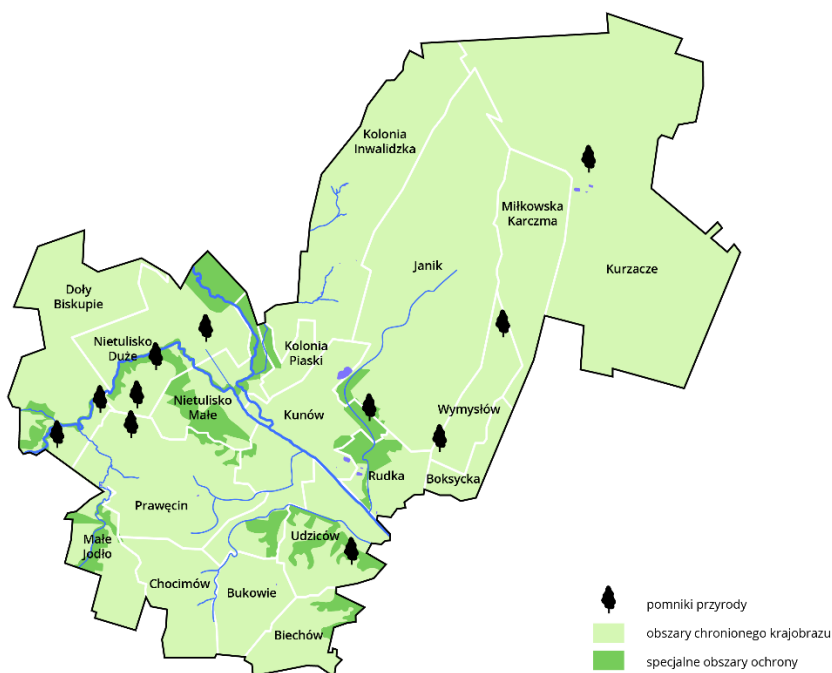 Kolonia
Inwalidzka
Miłkowska
Karczma
Janik
Kurzacze
Doły
Biskupie
Nietulisko
Duże
Kolonia
Piaski
Nietulisko
Małe
Kunów
Wymysłów
Rudka
Boksycka
Prawęcin
Udziców
Małe
Jodło
Chocimów
Bukowie
Biechów
pomniki przyrody
obszary chronionego krajobrazu
specjalne obszary ochrony